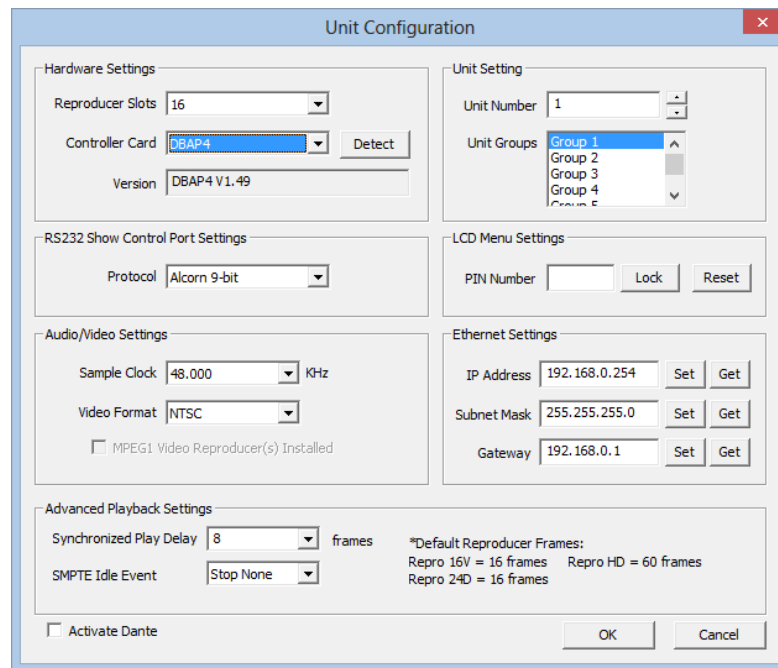 Unit Configuration
Hardware Settings
Reproducer Slots 16
Controller Card DBAP4 Detect
Version DBAP4 V1.49
Unit Setting
Unit Number 1
Unit Groups Group 1
Group 2
Group 3
Group 4
Group 5
RS232 Show Control Port Settings
Protocol Alcorn 9-bit
LCD Menu Settings
PIN Number Lock Reset
Audio/Video Settings
Sample Clock 48.000 KHz
Video Format NTSC
MPEG1 Video Reproducer(s) Installed
Ethernet Settings
IP Address 192.168.0.254 Set Get
Subnet Mask 255.255.255.0 Set Get
Gateway 192.168.0.1 Set Get
Advanced Playback Settings
Synchronized Play Delay 8 frames
SMPTE Idle Event Stop None
*Default Reproducer Frames:
Repro 16V = 16 frames Repro HD = 60 frames
Repro 24D = 16 frames
Activate Dante
OK Cancel